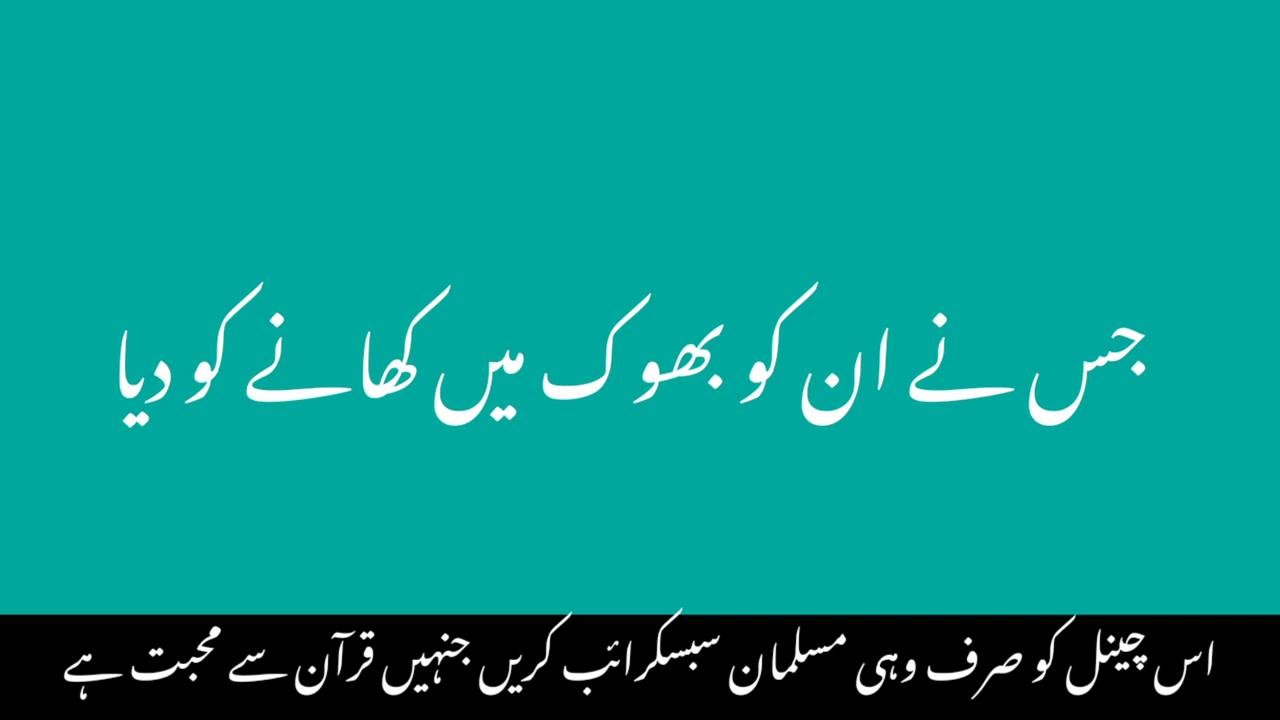 جس نے ان کو بھوک میں کھانے کو دیا
اس چینل کو صرف وہی مسلمان سبسکرائب کریں جنہیں قرآن سے محبت ہے